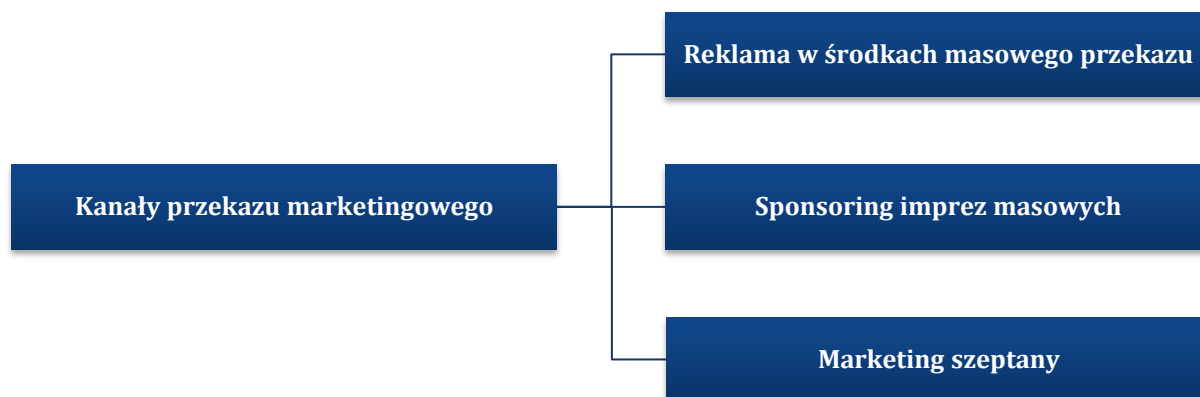 Reklama w środkach masowego przekazu
Kanały przekazu marketingowego
Sponsoring imprez masowych
Marketing szeptany